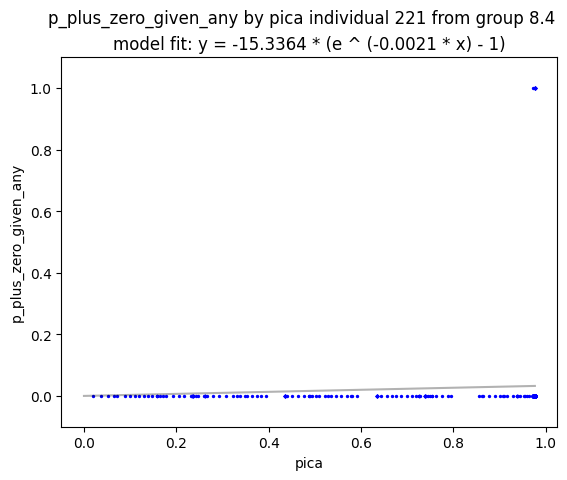 p_plus_zero_given_any by pica individual 221 from group 8.4
model fit: y = -15.3364 * (e ^ (-0.0021 * x) - 1)
p_plus_zero_given_any
1.0
0.8
0.6
0.4
0.2
0.0
0.0 0.2 0.4 0.6 0.8 1.0
pica